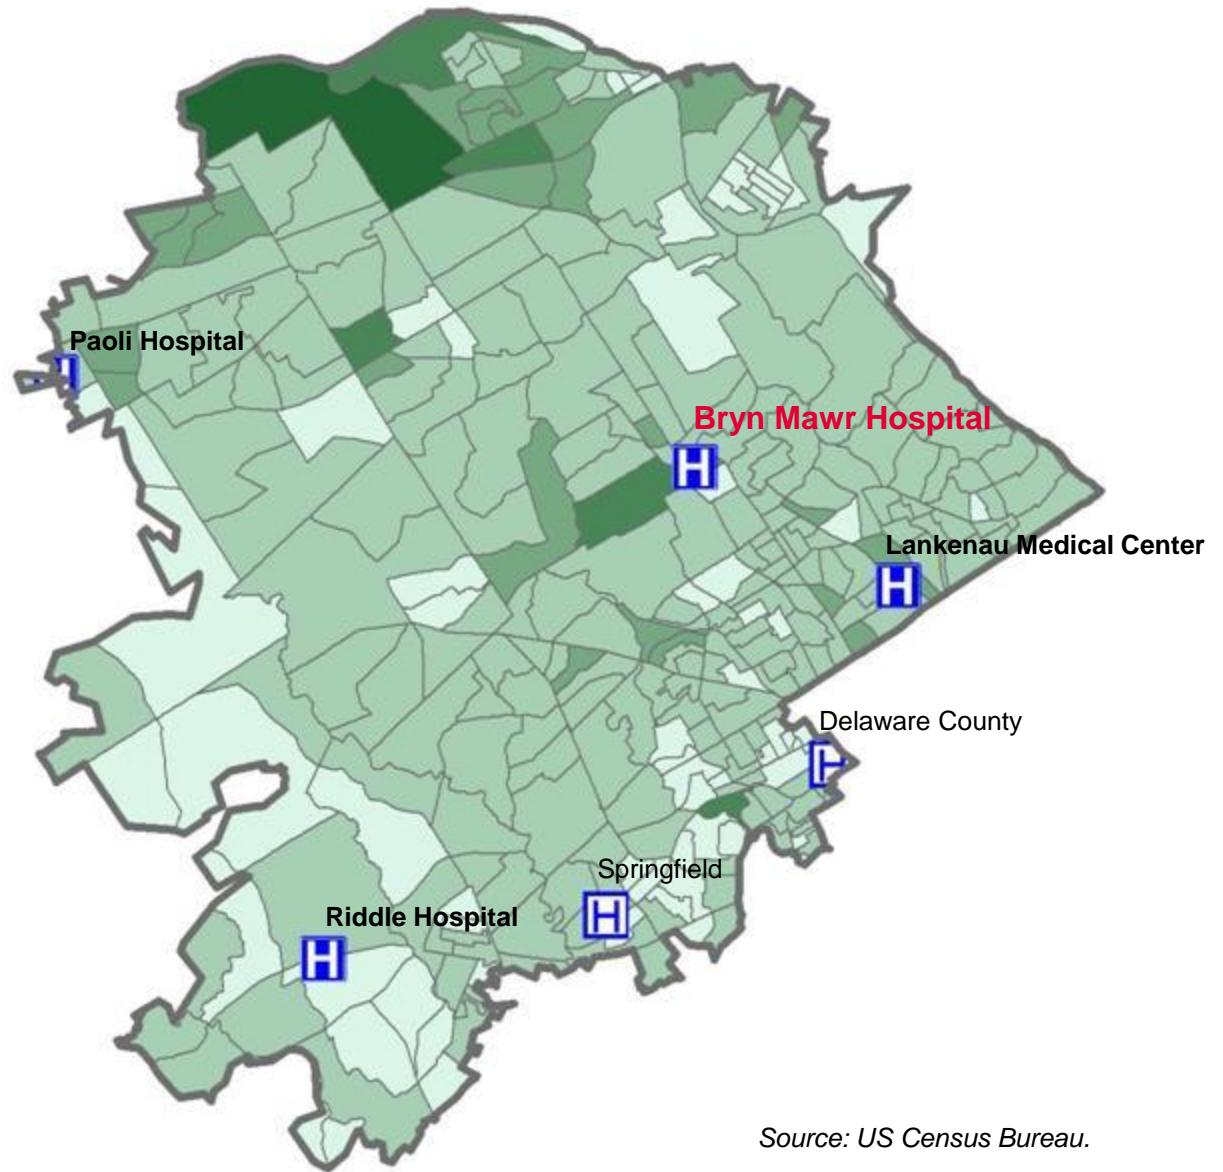 Paoli Hospital
Bryn Mawr Hospital
H
Lankenau Medical Center
H
Delaware County
H
Springfield
H
Riddle Hospital
H
Source: US Census Bureau.